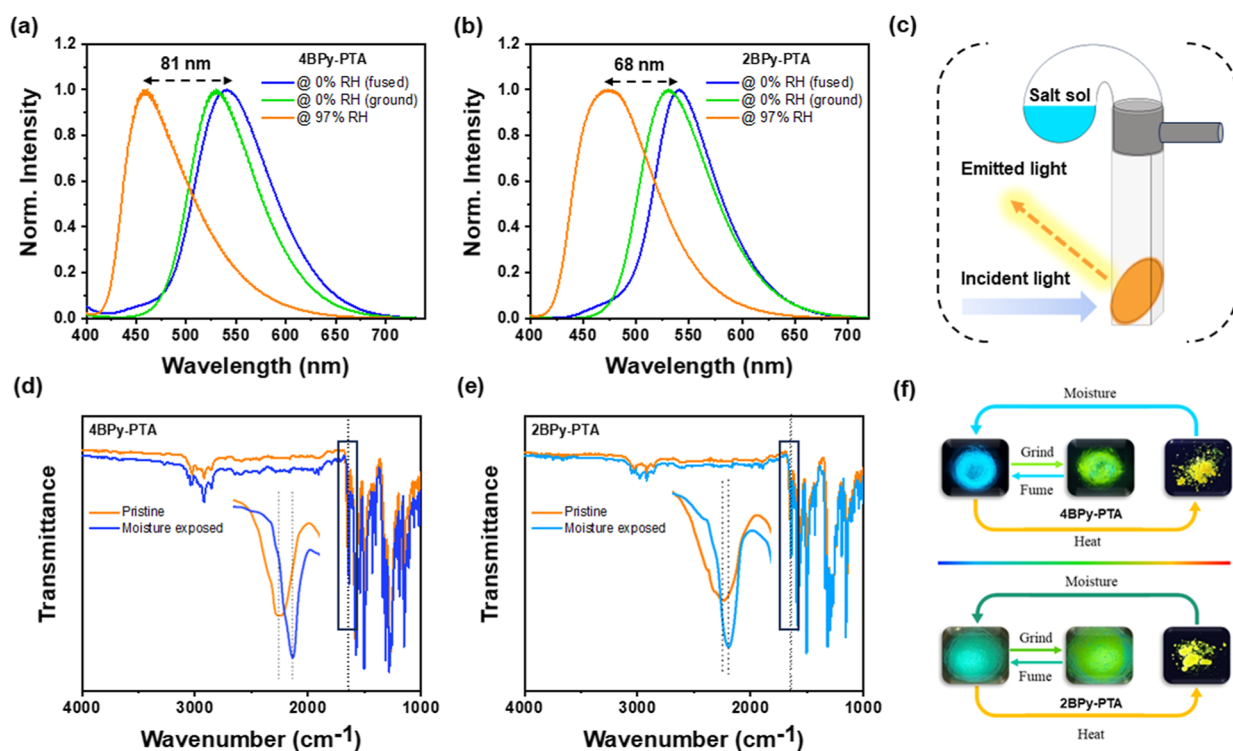 (a)
1.2
1.0
0.8
0.6
0.4
0.2
0.0
Norm. Intensity
81 nm
4BPy-PTA
@ 0% RH (fused)
@ 0% RH (ground)
@ 97% RH
400 450 500 550 600 650 700
Wavelength (nm)
(b)
1.2
1.0
0.8
0.6
0.4
0.2
0.0
Norm. Intensity
68 nm
2BPy-PTA
@ 0% RH (fused)
@ 0% RH (ground)
@ 97% RH
400 450 500 550 600 650 700
Wavelength (nm)
(c)
Salt sol
Emitted light
Incident light
(d)
4BPy-PTA
Transmittance
Pristine
Moisture exposed
4000 3000 2000 1000
Wavenumber (cm⁻¹)
(e)
2BPy-PTA
Transmittance
Pristine
Moisture exposed
4000 3000 2000 1000
Wavenumber (cm⁻¹)
(f)
Moisture
Grind
Fume
4BPy-PTA
Heat
Moisture
Grind
Fume
2BPy-PTA
Heat